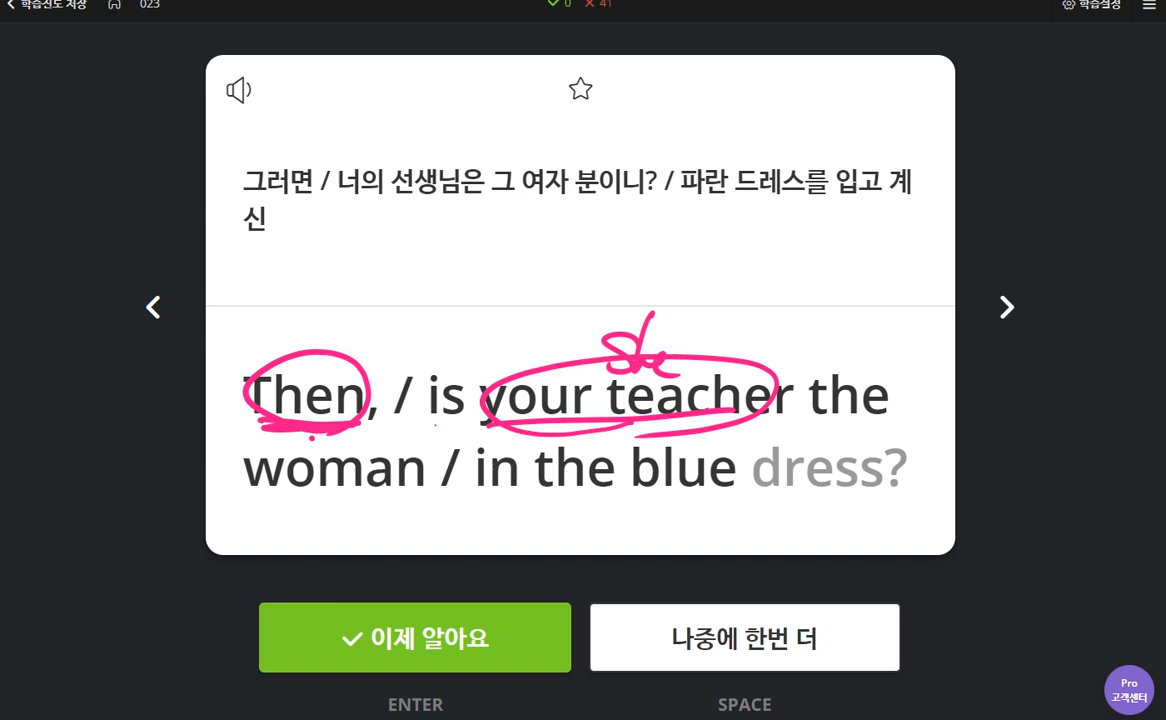 학습진도 저장 023 0 41 학습설정
그러면 / 너의 선생님은 그 여자 분이니? / 파란 드레스를 입고 계
신
she
Then, / is your teacher the
woman / in the blue dress?
이제 알아요 나중에 한번 더
ENTER SPACE
Pro
고객센터